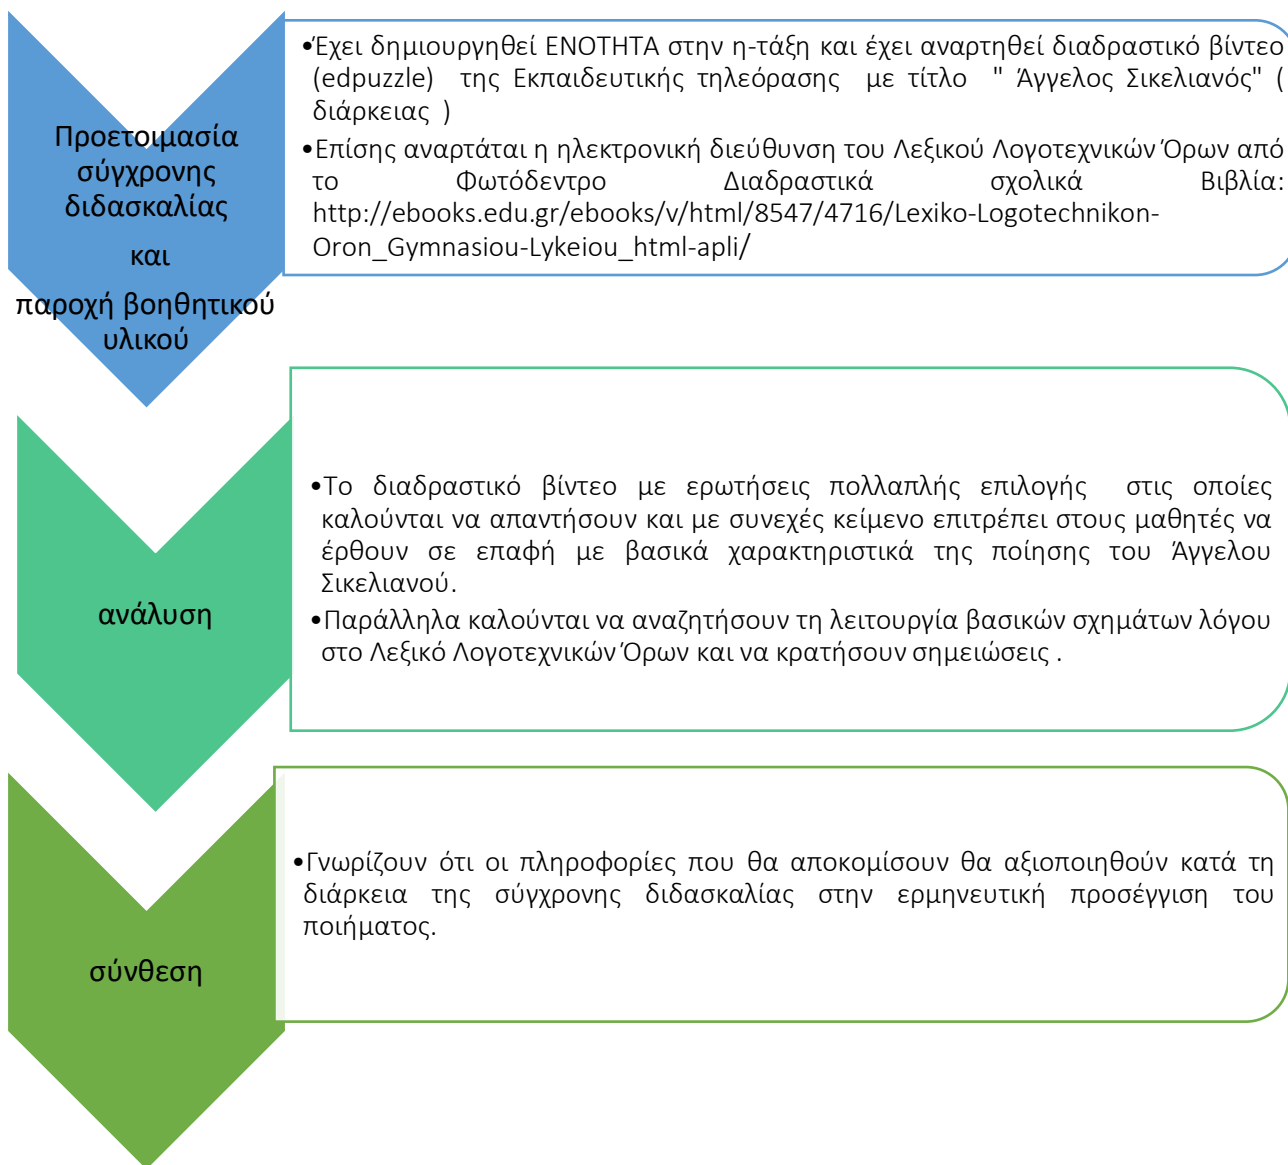 Προετοιμασία
σύγχρονης
διδασκαλίας
και
παροχή βοηθητικού
υλικού
•Έχει δημιουργηθεί ΕΝΟΤΗΤΑ στην η-τάξη και έχει αναρτηθεί διαδραστικό βίντεο
(edpuzzle) της Εκπαιδευτικής τηλεόρασης με τίτλο " Άγγελος Σικελιανός" (
διάρκειας )
•Επίσης αναρτάται η ηλεκτρονική διεύθυνση του Λεξικού Λογοτεχνικών Όρων από
το Φωτόδεντρο Διαδραστικά σχολικά Βιβλία:
http://ebooks.edu.gr/ebooks/v/html/8547/4716/Lexiko-Logotechnikon-
Oron_Gymnasiou-Lykeiou_html-apli/
ανάλυση
•Το διαδραστικό βίντεο με ερωτήσεις πολλαπλής επιλογής στις οποίες
καλούνται να απαντήσουν και με συνεχές κείμενο επιτρέπει στους μαθητές να
έρθουν σε επαφή με βασικά χαρακτηριστικά της ποίησης του Άγγελου
Σικελιανού.
•Παράλληλα καλούνται να αναζητήσουν τη λειτουργία βασικών σχημάτων λόγου
στο Λεξικό Λογοτεχνικών Όρων και να κρατήσουν σημειώσεις .
σύνθεση
•Γνωρίζουν ότι οι πληροφορίες που θα αποκομίσουν θα αξιοποιηθούν κατά τη
διάρκεια της σύγχρονης διδασκαλίας στην ερμηνευτική προσέγγιση του
ποιήματος.